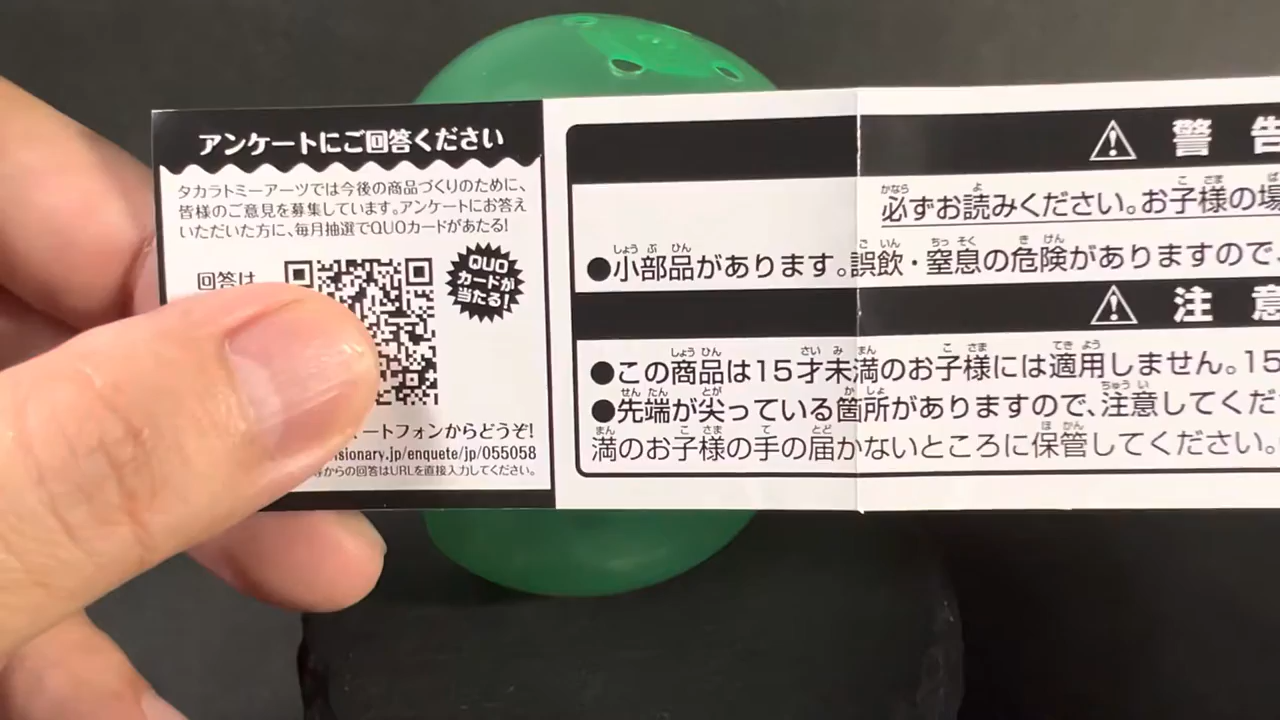 アンケートにご回答ください
タカラトミーアーツでは今後の商品づくりのために、
皆様のご意見を募集しています。アンケートにお答え
いただいた方に、毎月抽選でQUOカードがあたる!
回答は
QUO
カードが
当たる!
ートフォンからどうぞ!
isionary.jp/enquete/jp/055058
からの回答はURLを直接入力してください。
⚠ 警告
必ずお読みください。お子様の場
●小部品があります。誤飲・窒息の危険がありますので、
⚠ 注意
●この商品は15才未満のお子様には適用しません。15
●先端が尖っている箇所がありますので、注意してくだ
満のお子様の手の届かないところに保管してください。